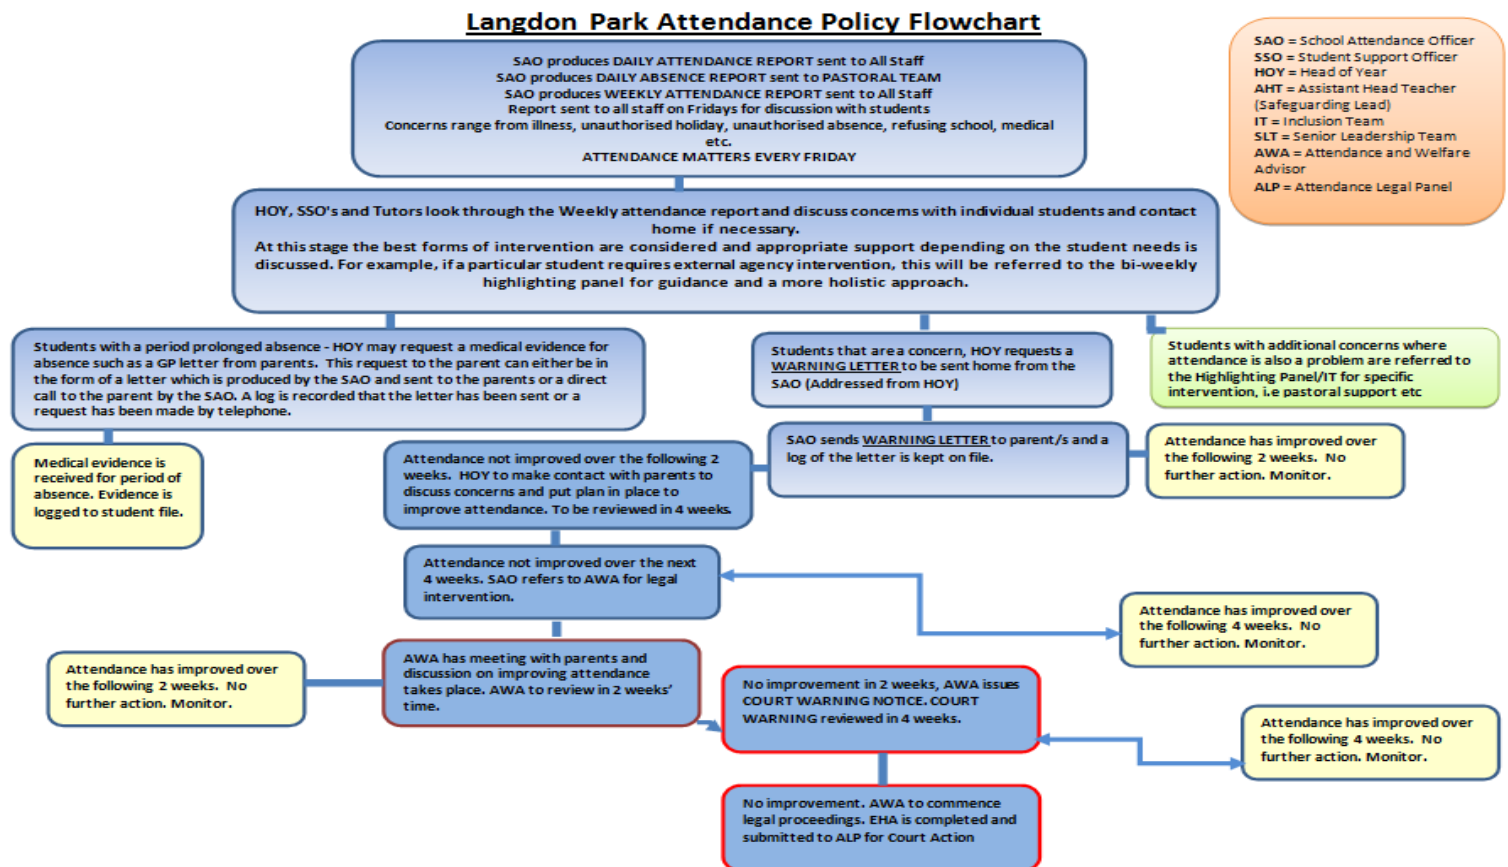 Langdon Park Attendance Policy Flowchart
SAO produces DAILY ATTENDANCE REPORT sent to All Staff
SAO produces DAILY ABSENCE REPORT sent to PASTORAL TEAM
SAO produces WEEKLY ATTENDANCE REPORT sent to All Staff
Report sent to all staff on Fridays for discussion with students
Concerns range from illness, unauthorised holiday, unauthorised absence, refusing school, medical
etc.
ATTENDANCE MATTERS EVERY FRIDAY
SAO = School Attendance Officer
SSO = Student Support Officer
HOY = Head of Year
AHT = Assistant Head Teacher
(Safeguarding Lead)
IT = Inclusion Team
SLT = Senior Leadership Team
AWA = Attendance and Welfare
Advisor
ALP = Attendance Legal Panel
HOY, SSO's and Tutors look through the Weekly attendance report and discuss concerns with individual students and contact
home if necessary.
At this stage the best forms of intervention are considered and appropriate support depending on the student needs is
discussed. For example, if a particular student requires external agency intervention, this will be referred to the bi-weekly
highlighting panel for guidance and a more holistic approach.
Students with a period prolonged absence - HOY may request a medical evidence for
absence such as a GP letter from parents. This request to the parent can either be in
the form of a letter which is produced by the SAO and sent to the parents or a direct
call to the parent by the SAO. A log is recorded that the letter has been sent or a
request has been made by telephone.
Students that are a concern, HOY requests a
WARNING LETTER to be sent home from the
SAO (Addressed from HOY)
Students with additional concerns where
attendance is also a problem are referred to
the Highlighting Panel/IT for specific
intervention, i.e pastoral support etc
Medical evidence is
received for period of
absence. Evidence is
logged to student file.
Attendance not improved over the following 2
weeks. HOY to make contact with parents to
discuss concerns and put plan in place to
improve attendance. To be reviewed in 4 weeks.
SAO sends WARNING LETTER to parent/s and a
log of the letter is kept on file.
Attendance has improved over
the following 2 weeks. No
further action. Monitor.
Attendance not improved over the next
4 weeks. SAO refers to AWA for legal
intervention.
Attendance has improved over
the following 4 weeks. No
further action. Monitor.
Attendance has improved over
the following 2 weeks. No
further action. Monitor.
AWA has meeting with parents and
discussion on improving attendance
takes place. AWA to review in 2 weeks'
time.
No improvement in 2 weeks, AWA issues
COURT WARNING NOTICE. COURT
WARNING reviewed in 4 weeks.
Attendance has improved over
the following 4 weeks. No
further action. Monitor.
No improvement. AWA to commence
legal proceedings. EHA is completed and
submitted to ALP for Court Action